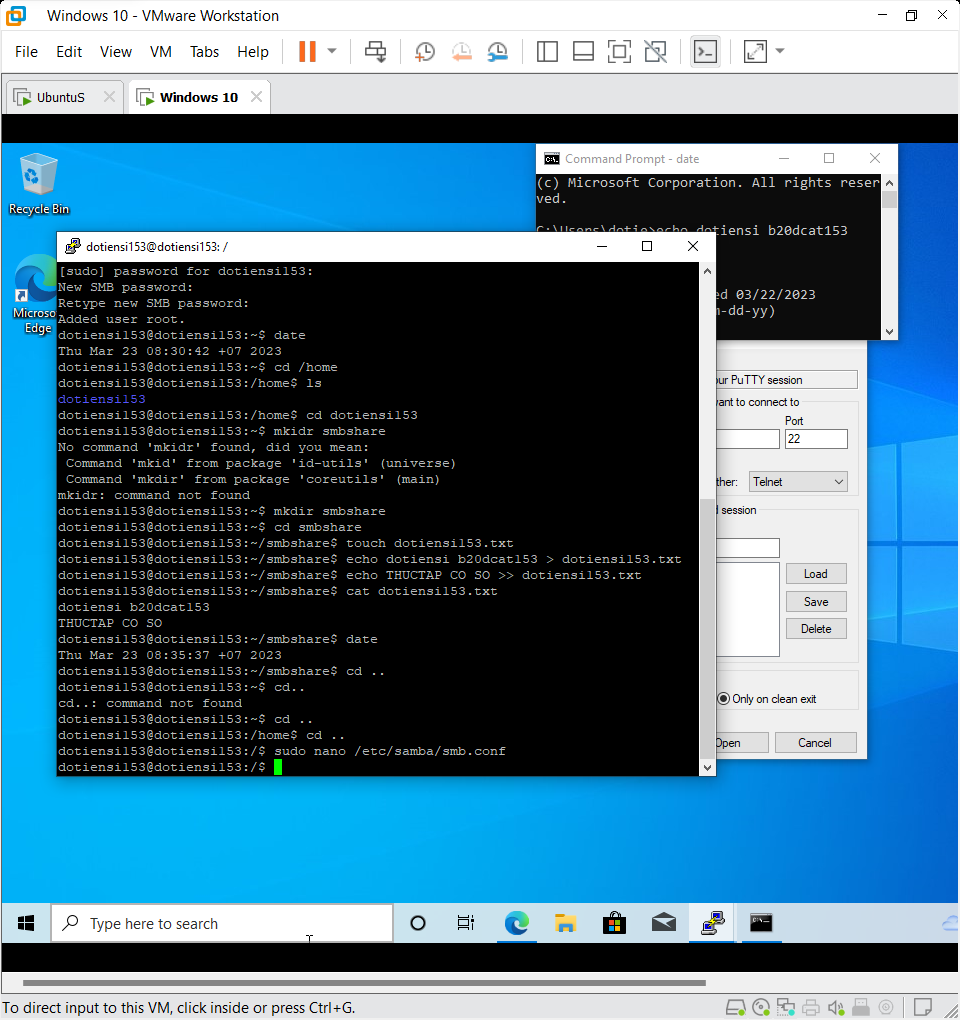 Windows 10 - VMware Workstation
File Edit View VM Tabs Help
UbuntuS
Windows 10
Recycle Bin
Microso
Edge
Command Prompt - date
(c) Microsoft Corporation. All rights reser
ved.
C:\Users\dotie>echo dotiensi b20dcat153
ed 03/22/2023
m-dd-yy)
dotiensi153@dotiensi153: /
[sudo] password for dotiensi153:
New SMB password:
Retype new SMB password:
Added user root.
dotiensi153@dotiensi153:~$ date
Thu Mar 23 08:30:42 +07 2023
dotiensi153@dotiensi153:~$ cd /home
dotiensi153@dotiensi153:/home$ ls
dotiensi153
dotiensi153@dotiensi153:/home$ cd dotiensi153
dotiensi153@dotiensi153:~$ mkidr smbshare
No command 'mkidr' found, did you mean:
Command 'mkid' from package 'id-utils' (universe)
Command 'mkdir' from package 'coreutils' (main)
mkidr: command not found
dotiensi153@dotiensi153:~$ mkdir smbshare
dotiensi153@dotiensi153:~$ cd smbshare
dotiensi153@dotiensi153:~/smbshare$ touch dotiensi153.txt
dotiensi153@dotiensi153:~/smbshare$ echo dotiensi b20dcat153 > dotiensi153.txt
dotiensi153@dotiensi153:~/smbshare$ echo THUCTAP CO SO >> dotiensi153.txt
dotiensi153@dotiensi153:~/smbshare$ cat dotiensi153.txt
dotiensi b20dcat153
THUCTAP CO SO
dotiensi153@dotiensi153:~/smbshare$ date
Thu Mar 23 08:35:37 +07 2023
dotiensi153@dotiensi153:~/smbshare$ cd ..
dotiensi153@dotiensi153:~$ cd..
cd..: command not found
dotiensi153@dotiensi153:~$ cd ..
dotiensi153@dotiensi153:/home$ cd ..
dotiensi153@dotiensi153:/$ sudo nano /etc/samba/smb.conf
dotiensi153@dotiensi153:/$
our PuTTY session
want to connect to
Port
22
ther:
Telnet
d session
Load
Save
Delete
Only on clean exit
Open
Cancel
Type here to search
To direct input to this VM, click inside or press Ctrl+G.